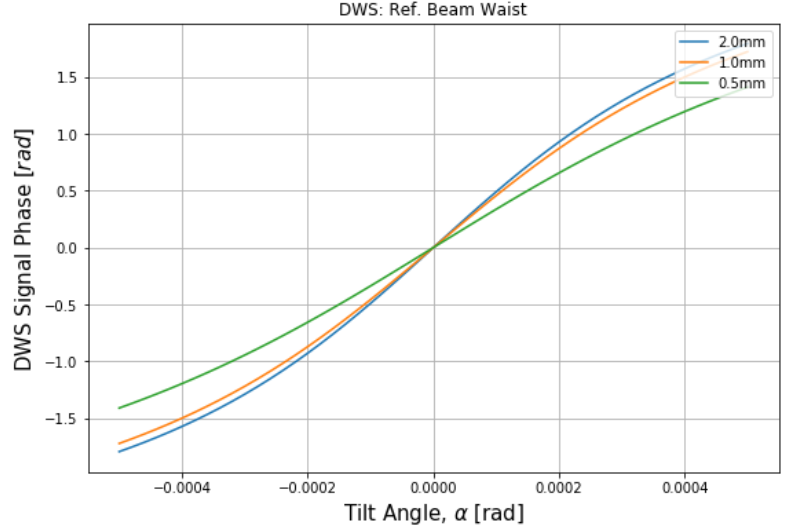 DWS: Ref. Beam Waist
2.0mm
1.0mm
0.5mm
DWS Signal Phase [rad]
1.5
1.0
0.5
0.0
−0.5
−1.0
−1.5
−0.0004
−0.0002
0.0000
0.0002
0.0004
Tilt Angle, α [rad]